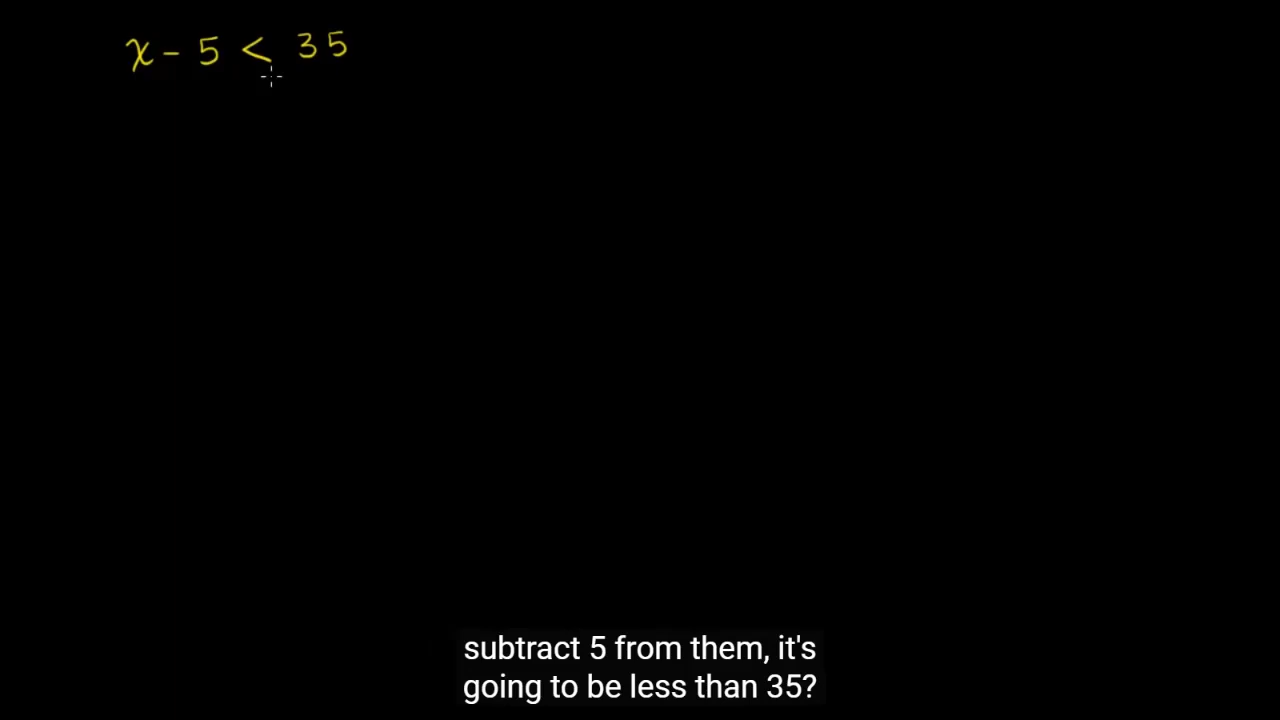 x - 5 < 35
subtract 5 from them, it's
going to be less than 35?